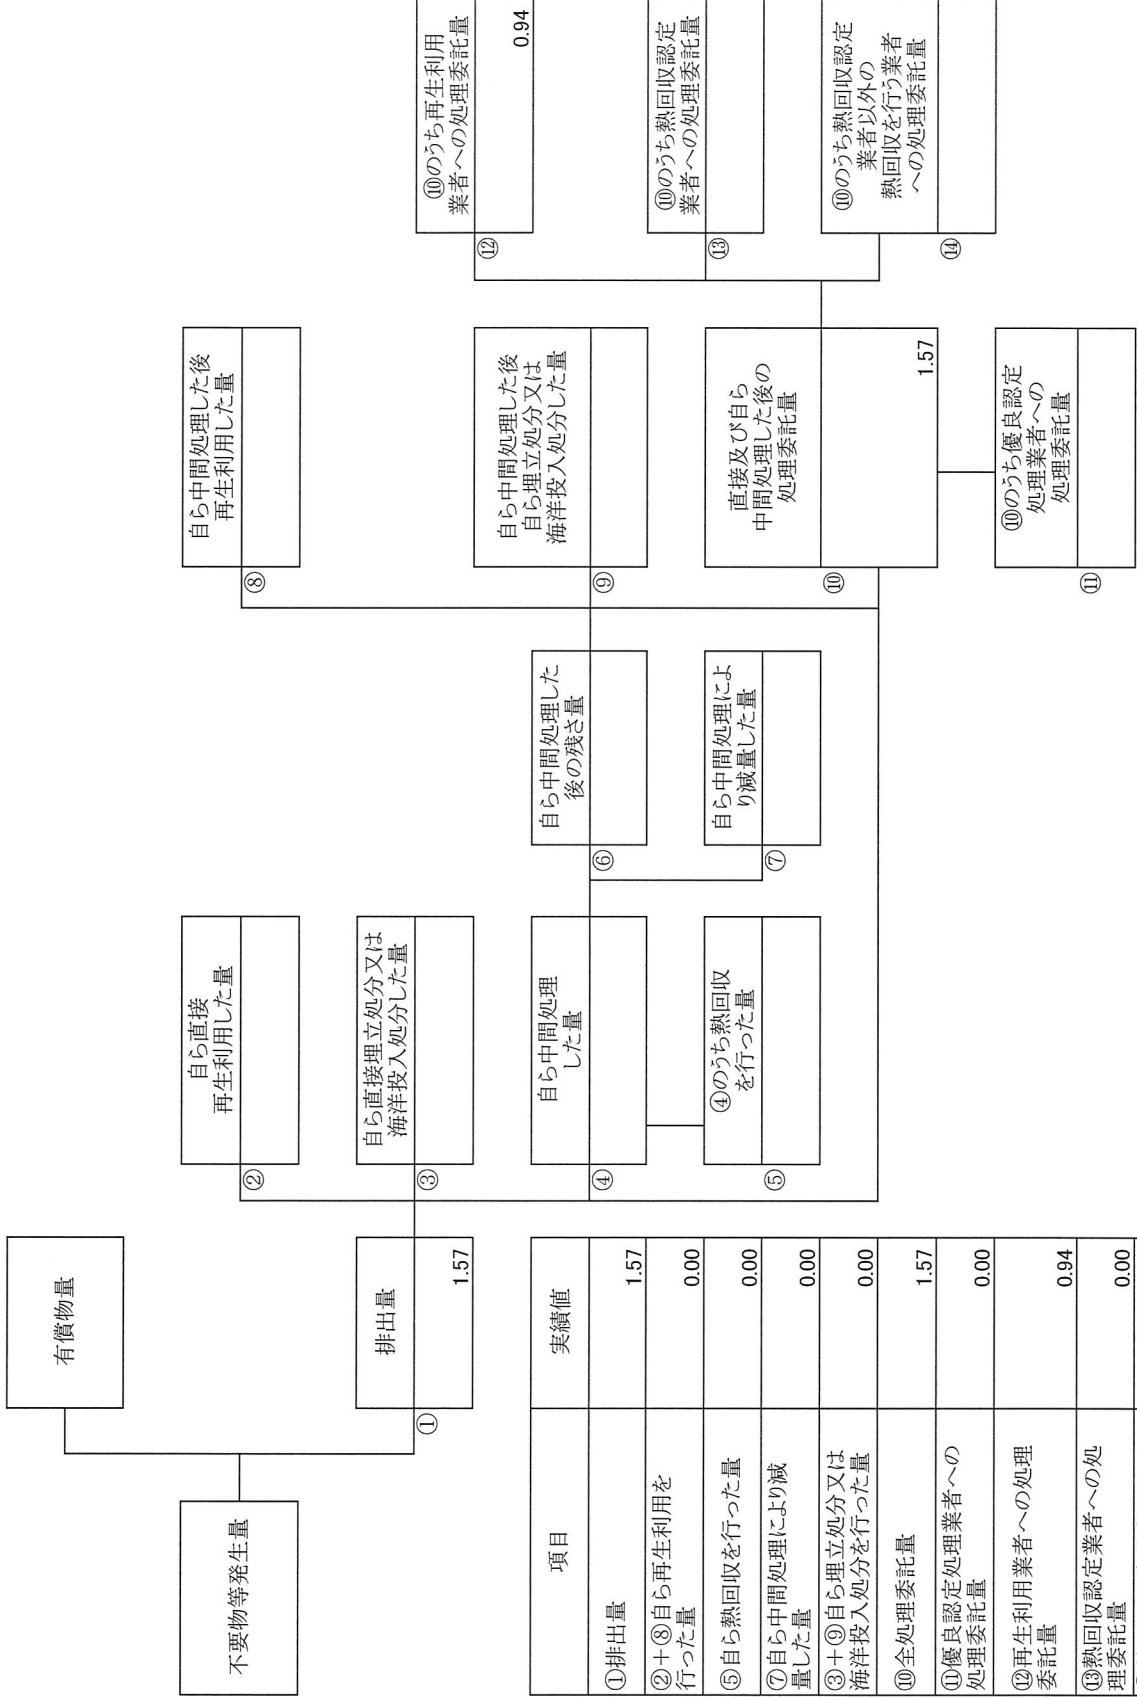 不要物等発生量
有償物量
①
排出量
1.57
②
自ら直接
再生利用した量
③
自ら直接埋立処分又は
海洋投入処分した量
④
自ら中間処理
した量
⑤
④のうち熱回収
を行った量
⑥
自ら中間処理した
後の残さ量
⑦
自ら中間処理によ
り減量した量
⑧
自ら中間処理した後
再生利用した量
⑨
自ら中間処理した後
自ら埋立処分又は
海洋投入処分した量
⑩
直接及び自ら
中間処理した後の
処理委託量
1.57
⑪
⑩のうち優良認定
処理業者への
処理委託量
⑫
⑩のうち再生利用
業者への処理委託量
0.94
⑬
⑩のうち熱回収認定
業者への処理委託量
⑭
⑩のうち熱回収認定
業者以外の
熱回収を行う業者
への処理委託量
項目 実績値
①排出量 1.57
②+⑧自ら再生利用を
行った量 0.00
⑤自ら熱回収を行った量 0.00
⑦自ら中間処理により減
量した量 0.00
③+⑨自ら埋立処分又は
海洋投入処分を行った量 0.00
⑩全処理委託量 1.57
⑪優良認定処理業者への
処理委託量 0.00
⑫再生利用業者への処理
委託量 0.94
⑬熱回収認定業者への処
理委託量 0.00